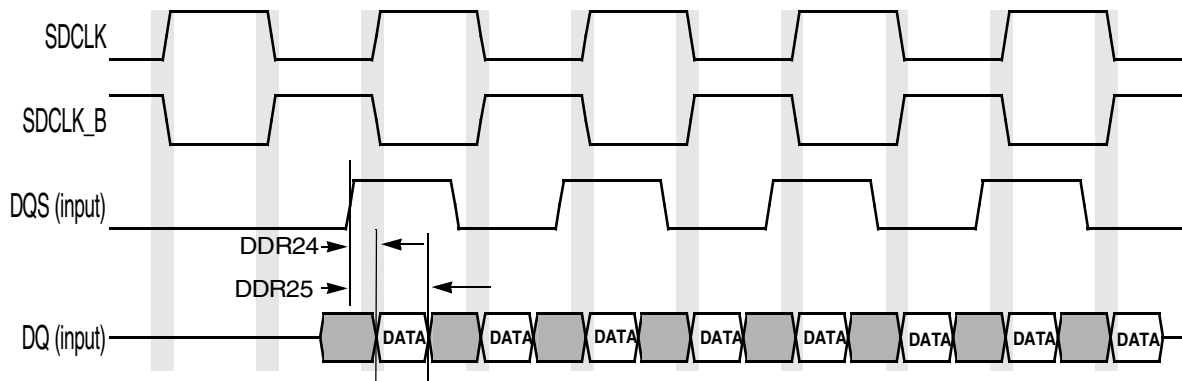 SDCLK
SDCLK_B
DQS (input)
DDR24
DDR25
DQ (input) DATA DATA DATA DATA DATA DATA DATA DATA